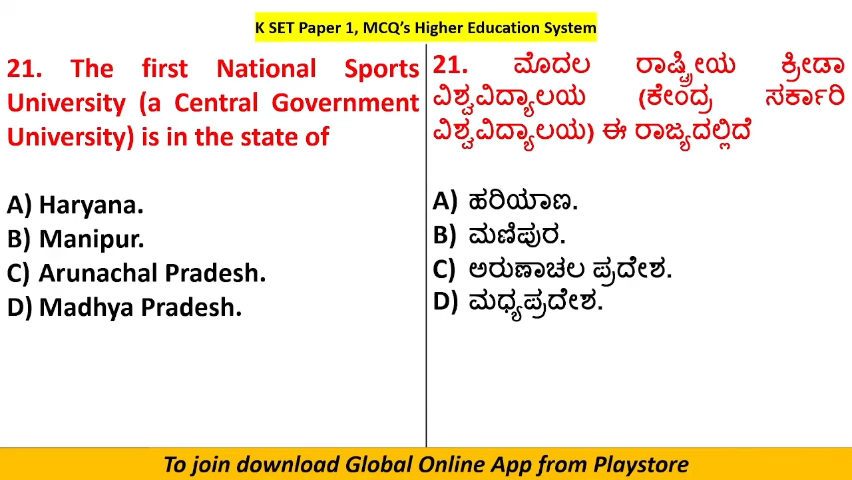 K SET Paper 1, MCQ's Higher Education System
21. The first National Sports
University (a Central Government
University) is in the state of
A) Haryana.
B) Manipur.
C) Arunachal Pradesh.
D) Madhya Pradesh.
21. ಮೊದಲ ರಾಷ್ಟ್ರೀಯ ಕ್ರೀಡಾ
ವಿಶ್ವವಿದ್ಯಾಲಯ (ಕೇಂದ್ರ ಸರ್ಕಾರಿ
ವಿಶ್ವವಿದ್ಯಾಲಯ) ಈ ರಾಜ್ಯದಲ್ಲಿದೆ
A) ಹರಿಯಾಣ.
B) ಮಣಿಪುರ.
C) ಅರುಣಾಚಲ ಪ್ರದೇಶ.
D) ಮಧ್ಯಪ್ರದೇಶ.
To join download Global Online App from Playstore